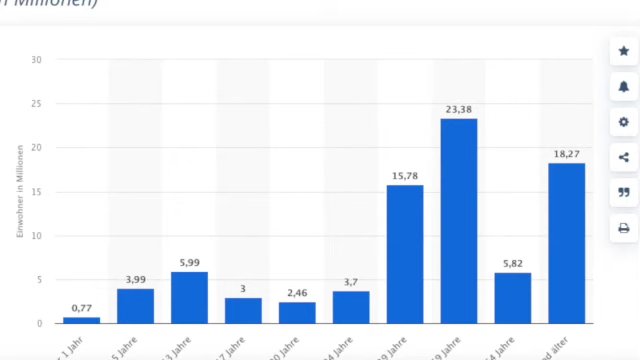 n Millionen)
30
25
20
15
10
5
0
Einwohner in Millionen
0,77
3,99
5,99
3
2,46
3,7
15,78
23,38
5,82
18,27
1 Jahr
5 Jahre
3 Jahre
7 Jahre
0 Jahre
4 Jahre
9 Jahre
9 Jahre
4 Jahre
nd älter